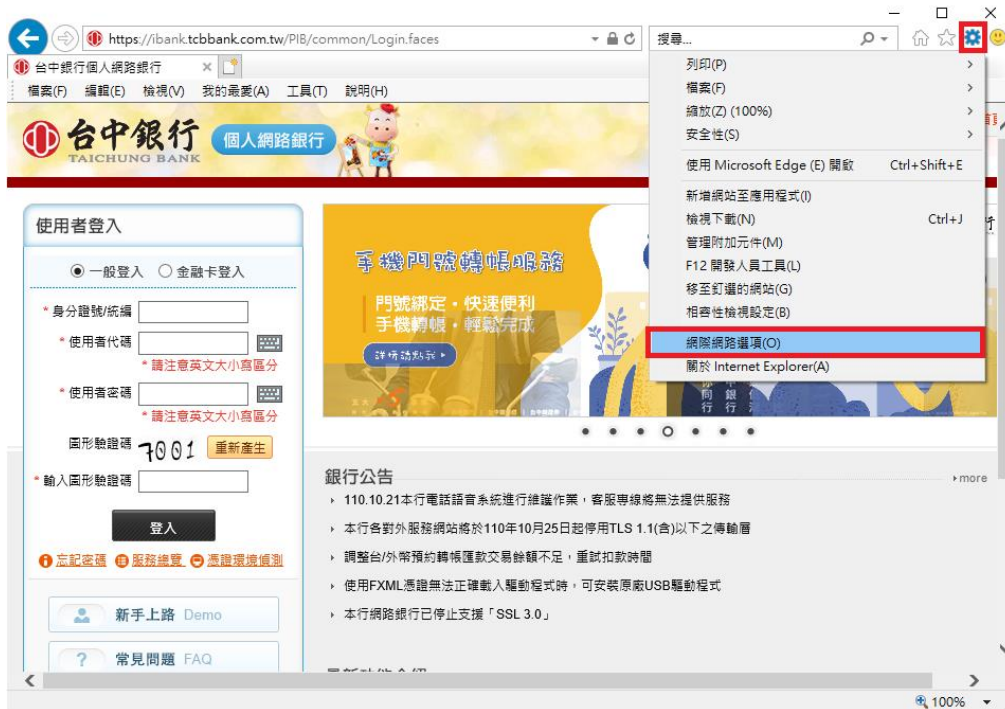 https://ibank.tcbbank.com.tw/PIB/common/Login.faces
搜尋...
台中銀行個人網路銀行
檔案(F) 編輯(E) 檢視(V) 我的最愛(A) 工具(T) 說明(H)
列印(P)
檔案(F)
縮放(Z) (100%)
安全性(S)
使用 Microsoft Edge (E) 開啟 Ctrl+Shift+E
新增網站至應用程式(I)
檢視下載(N) Ctrl+J
管理附加元件(M)
F12 開發人員工具(L)
移至釘選的網站(G)
相容性檢視設定(B)
網際網路選項(O)
關於 Internet Explorer(A)
台中銀行
TAICHUNG BANK
個人網路銀行
使用者登入
一般登入 金融卡登入
* 身分證號/統編
* 使用者代碼
* 請注意英文大小寫區分
* 使用者密碼
* 請注意英文大小寫區分
圖形驗證碼 7001 重新產生
* 輸入圖形驗證碼
登入
忘記密碼 服務總覽 憑證環境偵測
新手上路 Demo
常見問題 FAQ
手機門號轉帳服務
門號綁定・快速便利
手機轉帳・輕鬆完成
詳情請點我
銀行公告
more
110.10.21本行電話語音系統進行維護作業，客服專線將無法提供服務
本行各對外服務網站將於110年10月25日起停用TLS 1.1(含)以下之傳輸層
調整台/外幣預約轉帳匯款交易餘額不足，重試扣款時間
使用FXML憑證無法正確載入驅動程式時，可安裝原廠USB驅動程式
本行網路銀行已停止支援「SSL 3.0」
100%